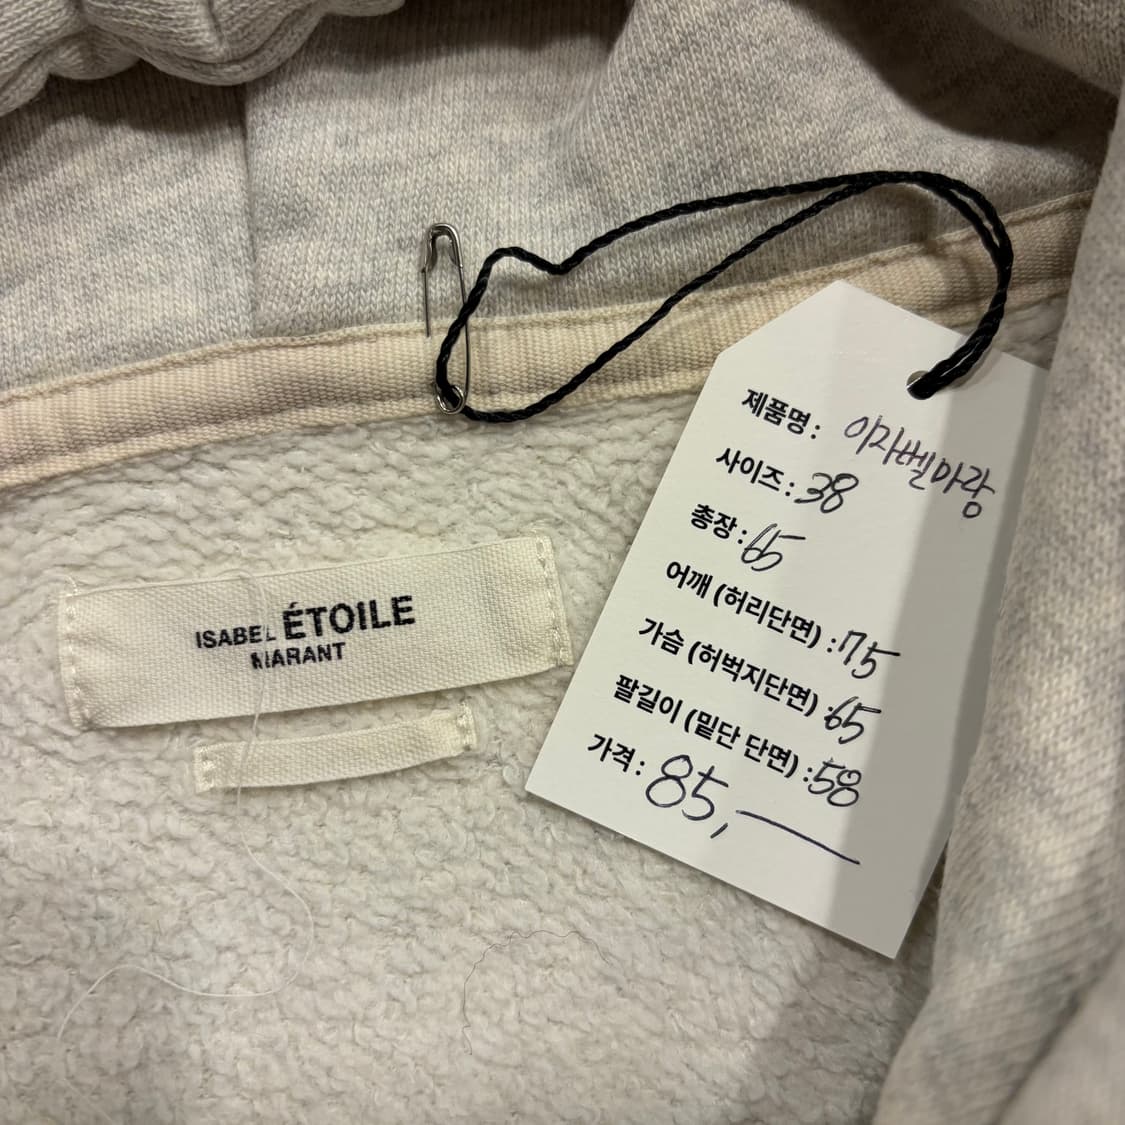 제품명 : 이자벨마랑
사이즈 : 38
총장 : 65
어깨 (허리단면) : 75
가슴 (허벅지단면) : 65
팔길이 (밑단 단면) : 58
가격 : 85,—
ISABEL ÉTOILE
MARANT